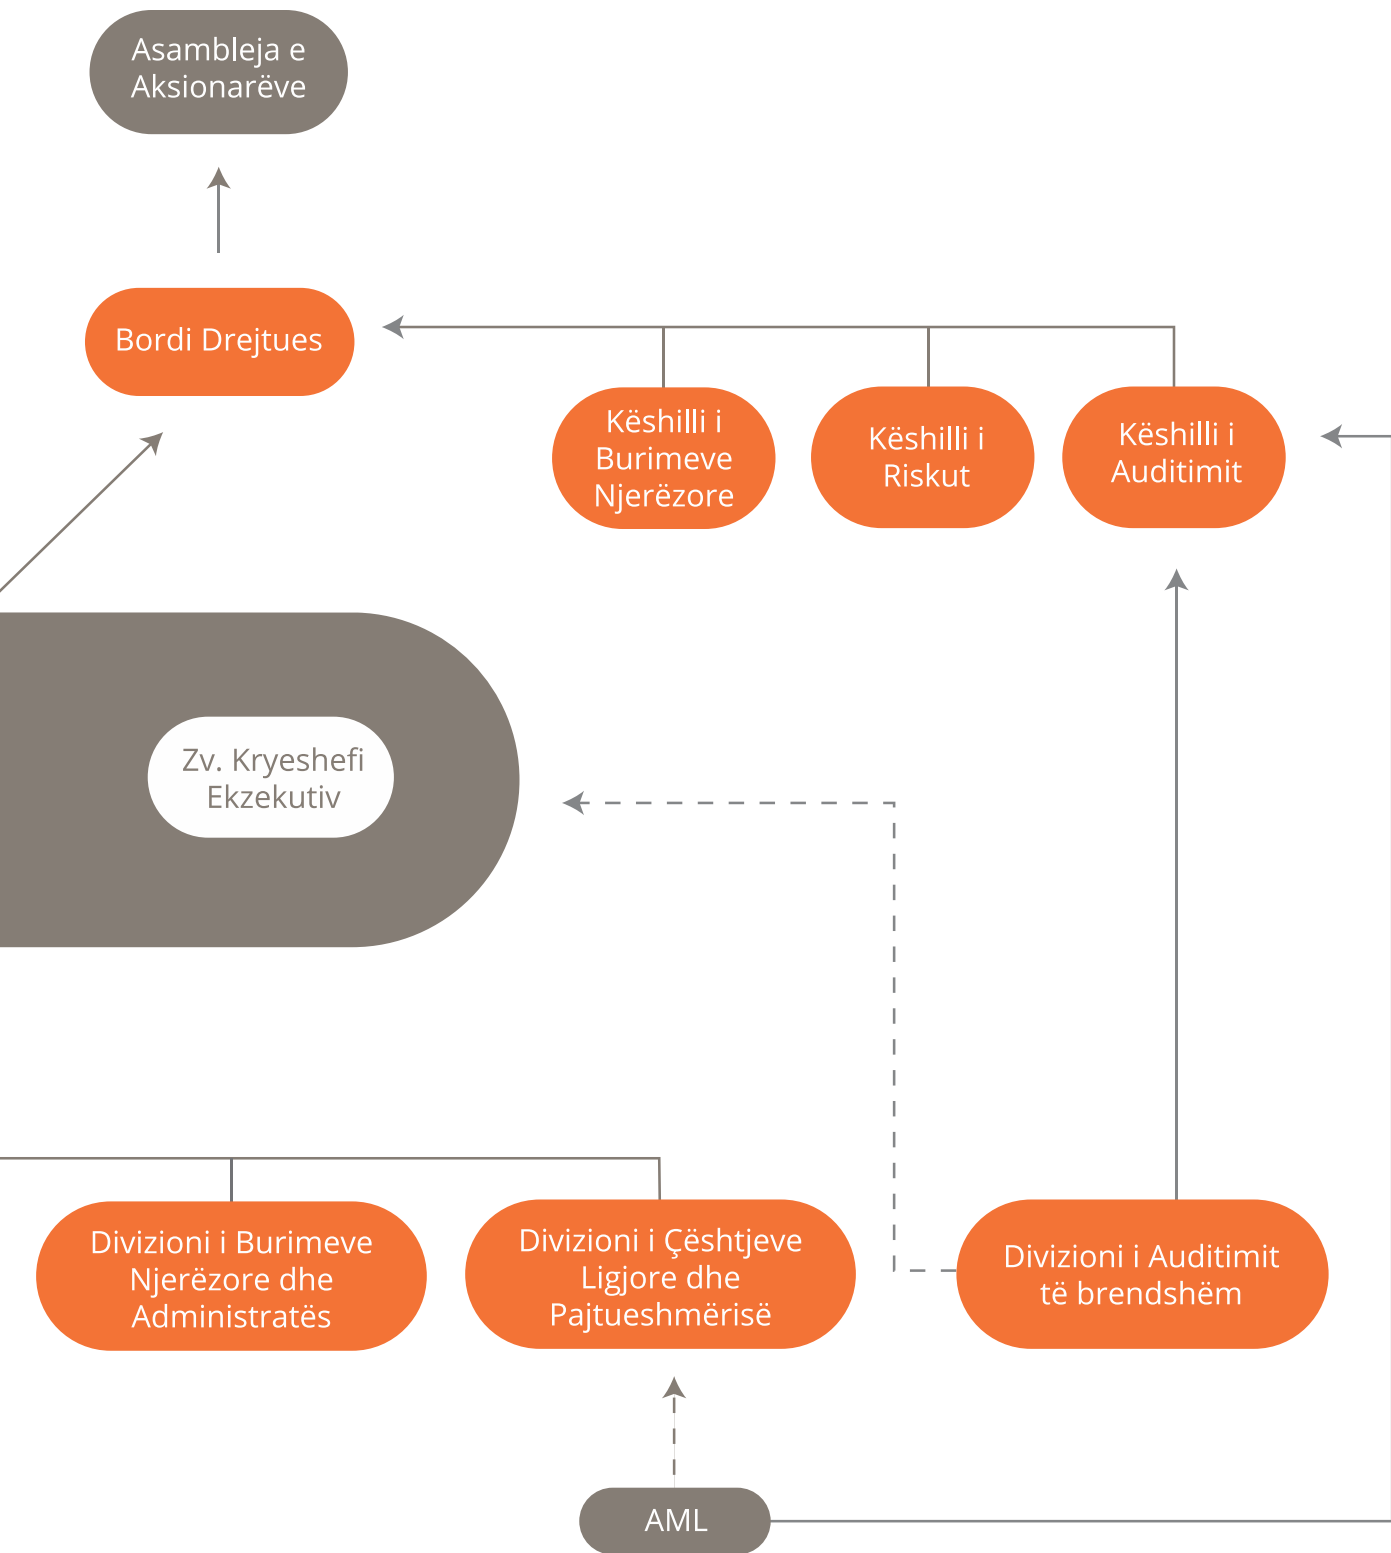 Asambleja e
Aksionarëve
Bordi Drejtues
Këshilli i
Burimeve
Njerëzore
Këshilli i
Riskut
Këshilli i
Auditimit
Zv. Kryeshefi
Ekzekutiv
Divizioni i Burimeve
Njerëzore dhe
Administratës
Divizioni i Çështjeve
Ligjore dhe
Pajtueshmërisë
Divizioni i Auditimit
të brendshëm
AML